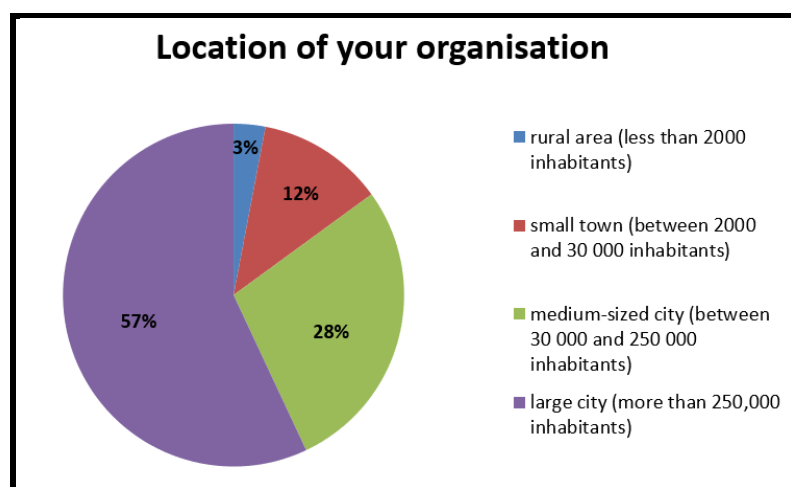 Location of your organisation
3%
12%
28%
57%
rural area (less than 2000
inhabitants)
small town (between 2000
and 30 000 inhabitants)
medium-sized city (between
30 000 and 250 000
inhabitants)
large city (more than 250,000
inhabitants)